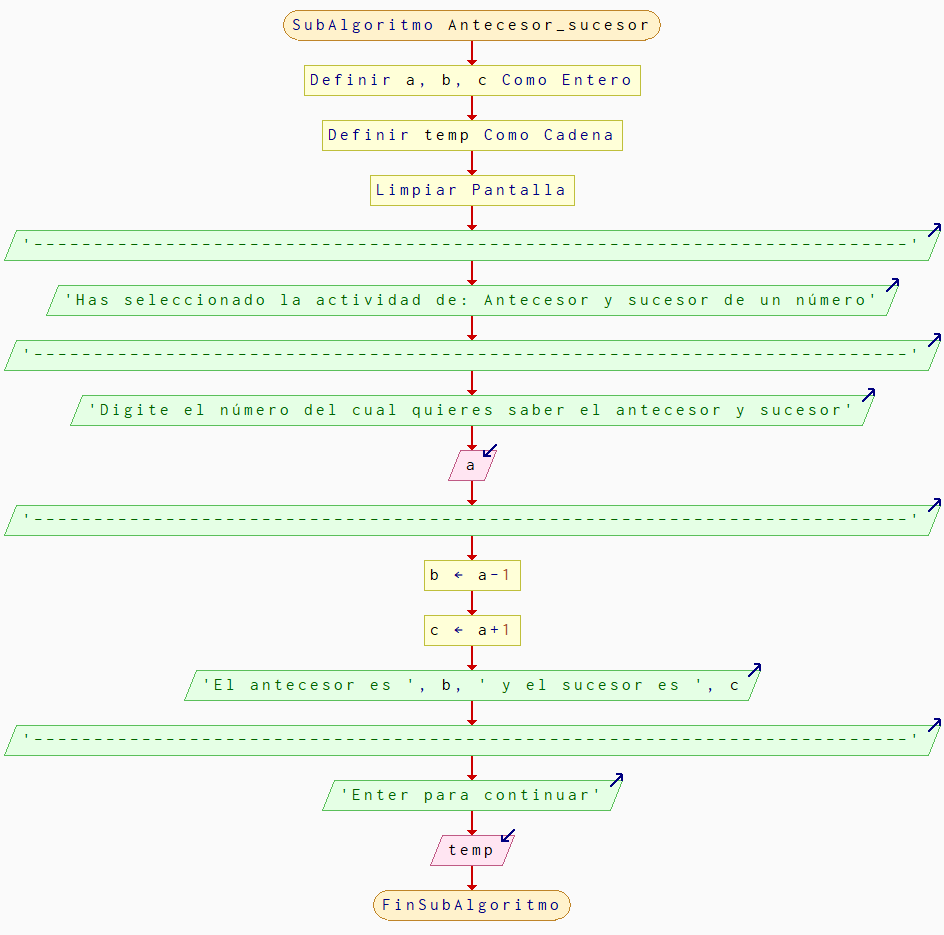 SubAlgoritmo Antecesor_sucesor
Definir a, b, c Como Entero
Definir temp Como Cadena
Limpiar Pantalla
'-------------------------------------------------------------------------'
'Has seleccionado la actividad de: Antecesor y sucesor de un número'
'-------------------------------------------------------------------------'
'Digite el número del cual quieres saber el antecesor y sucesor'
a
'-------------------------------------------------------------------------'
b ← a-1
c ← a+1
'El antecesor es ', b, ' y el sucesor es ', c
'-------------------------------------------------------------------------'
'Enter para continuar'
temp
FinSubAlgoritmo